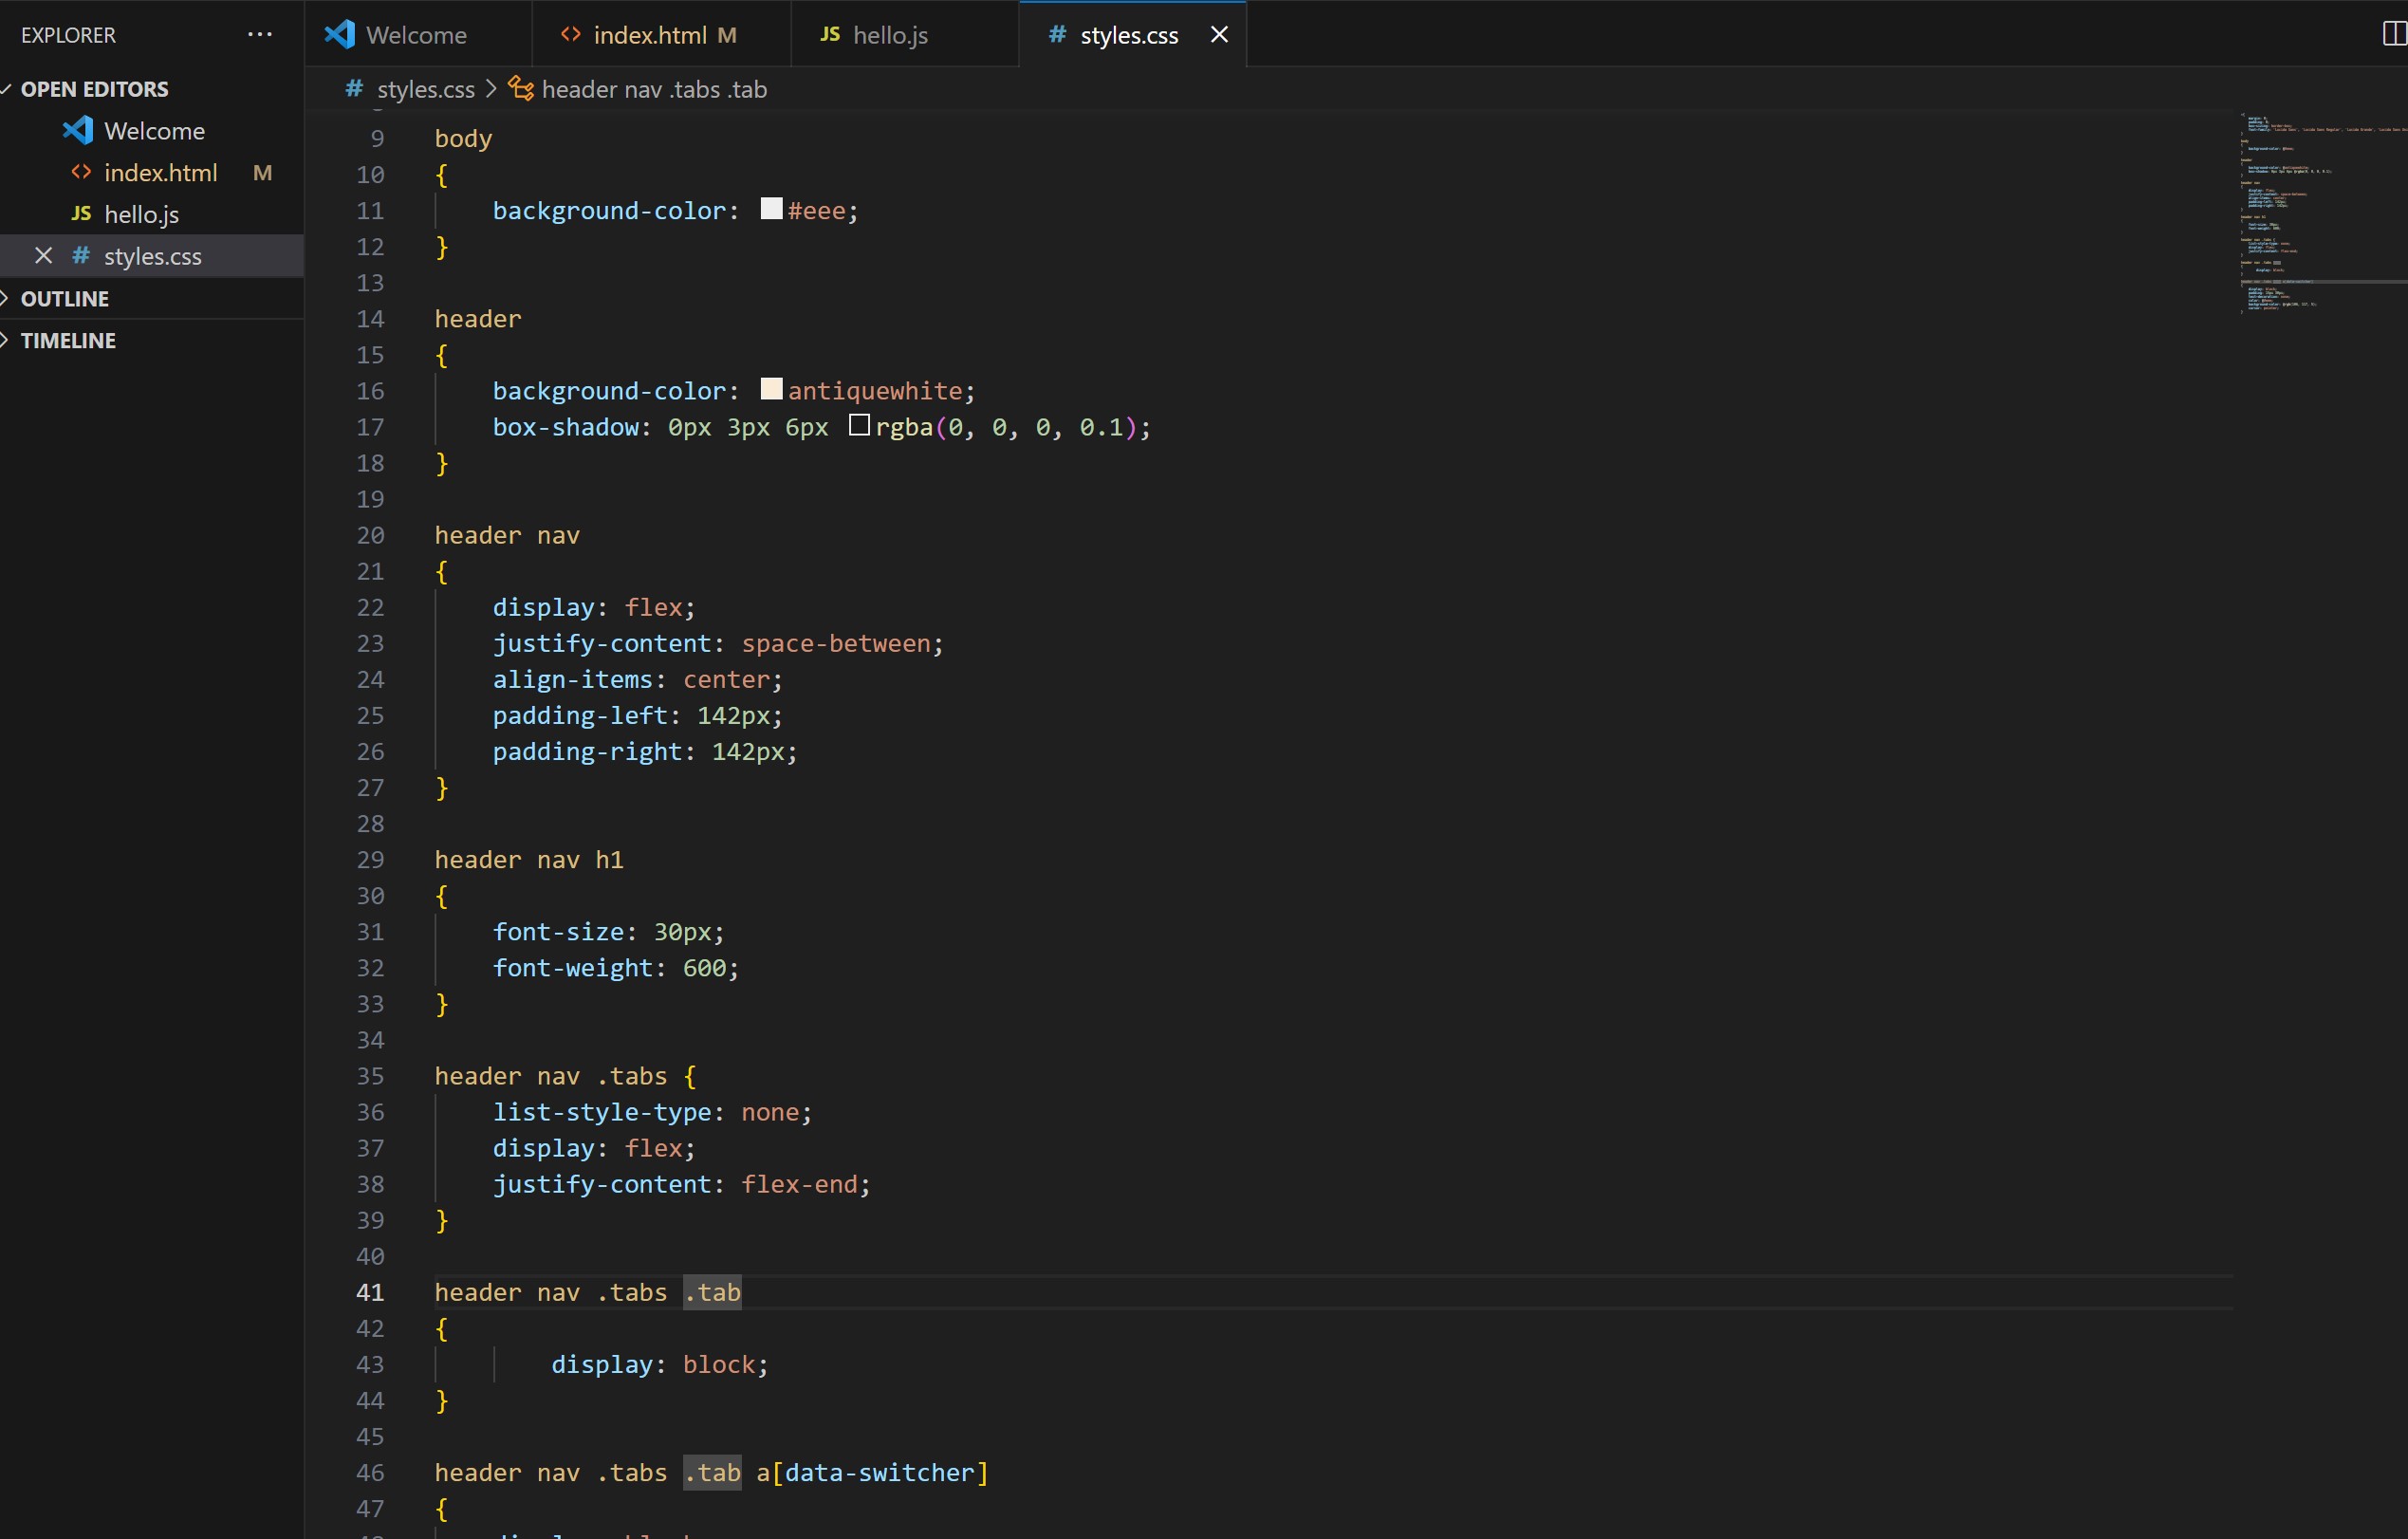 EXPLORER ...
OPEN EDITORS
Welcome
index.html M
hello.js
styles.css
OUTLINE
TIMELINE
Welcome
index.html M
JS hello.js
# styles.css
# styles.css > header nav .tabs .tab
9 body
10 {
11 background-color: #eee;
12 }
13
14 header
15 {
16 background-color: antiquewhite;
17 box-shadow: 0px 3px 6px rgba(0, 0, 0, 0.1);
18 }
19
20 header nav
21 {
22 display: flex;
23 justify-content: space-between;
24 align-items: center;
25 padding-left: 142px;
26 padding-right: 142px;
27 }
28
29 header nav h1
30 {
31 font-size: 30px;
32 font-weight: 600;
33 }
34
35 header nav .tabs {
36 list-style-type: none;
37 display: flex;
38 justify-content: flex-end;
39 }
40
41 header nav .tabs .tab
42 {
43 display: block;
44 }
45
46 header nav .tabs .tab a[data-switcher]
47 {